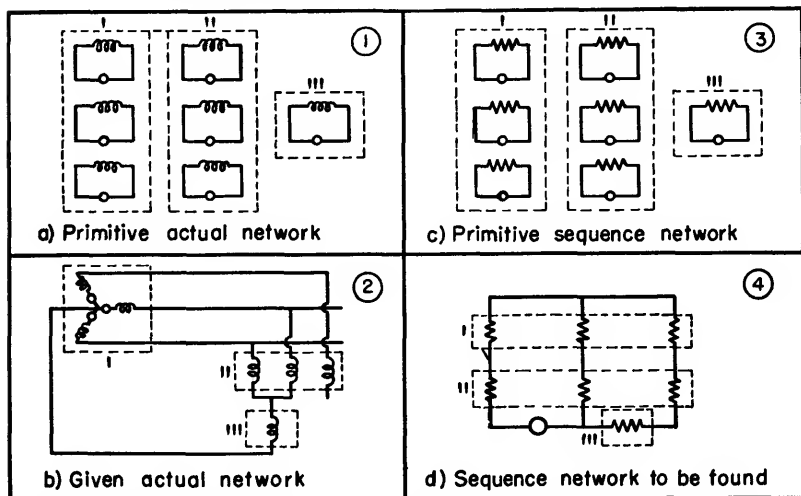 I II
①
III
a) Primitive actual network
I II
③
III
c) Primitive sequence network
②
I
II
III
b) Given actual network
④
I
II
III
d) Sequence network to be found